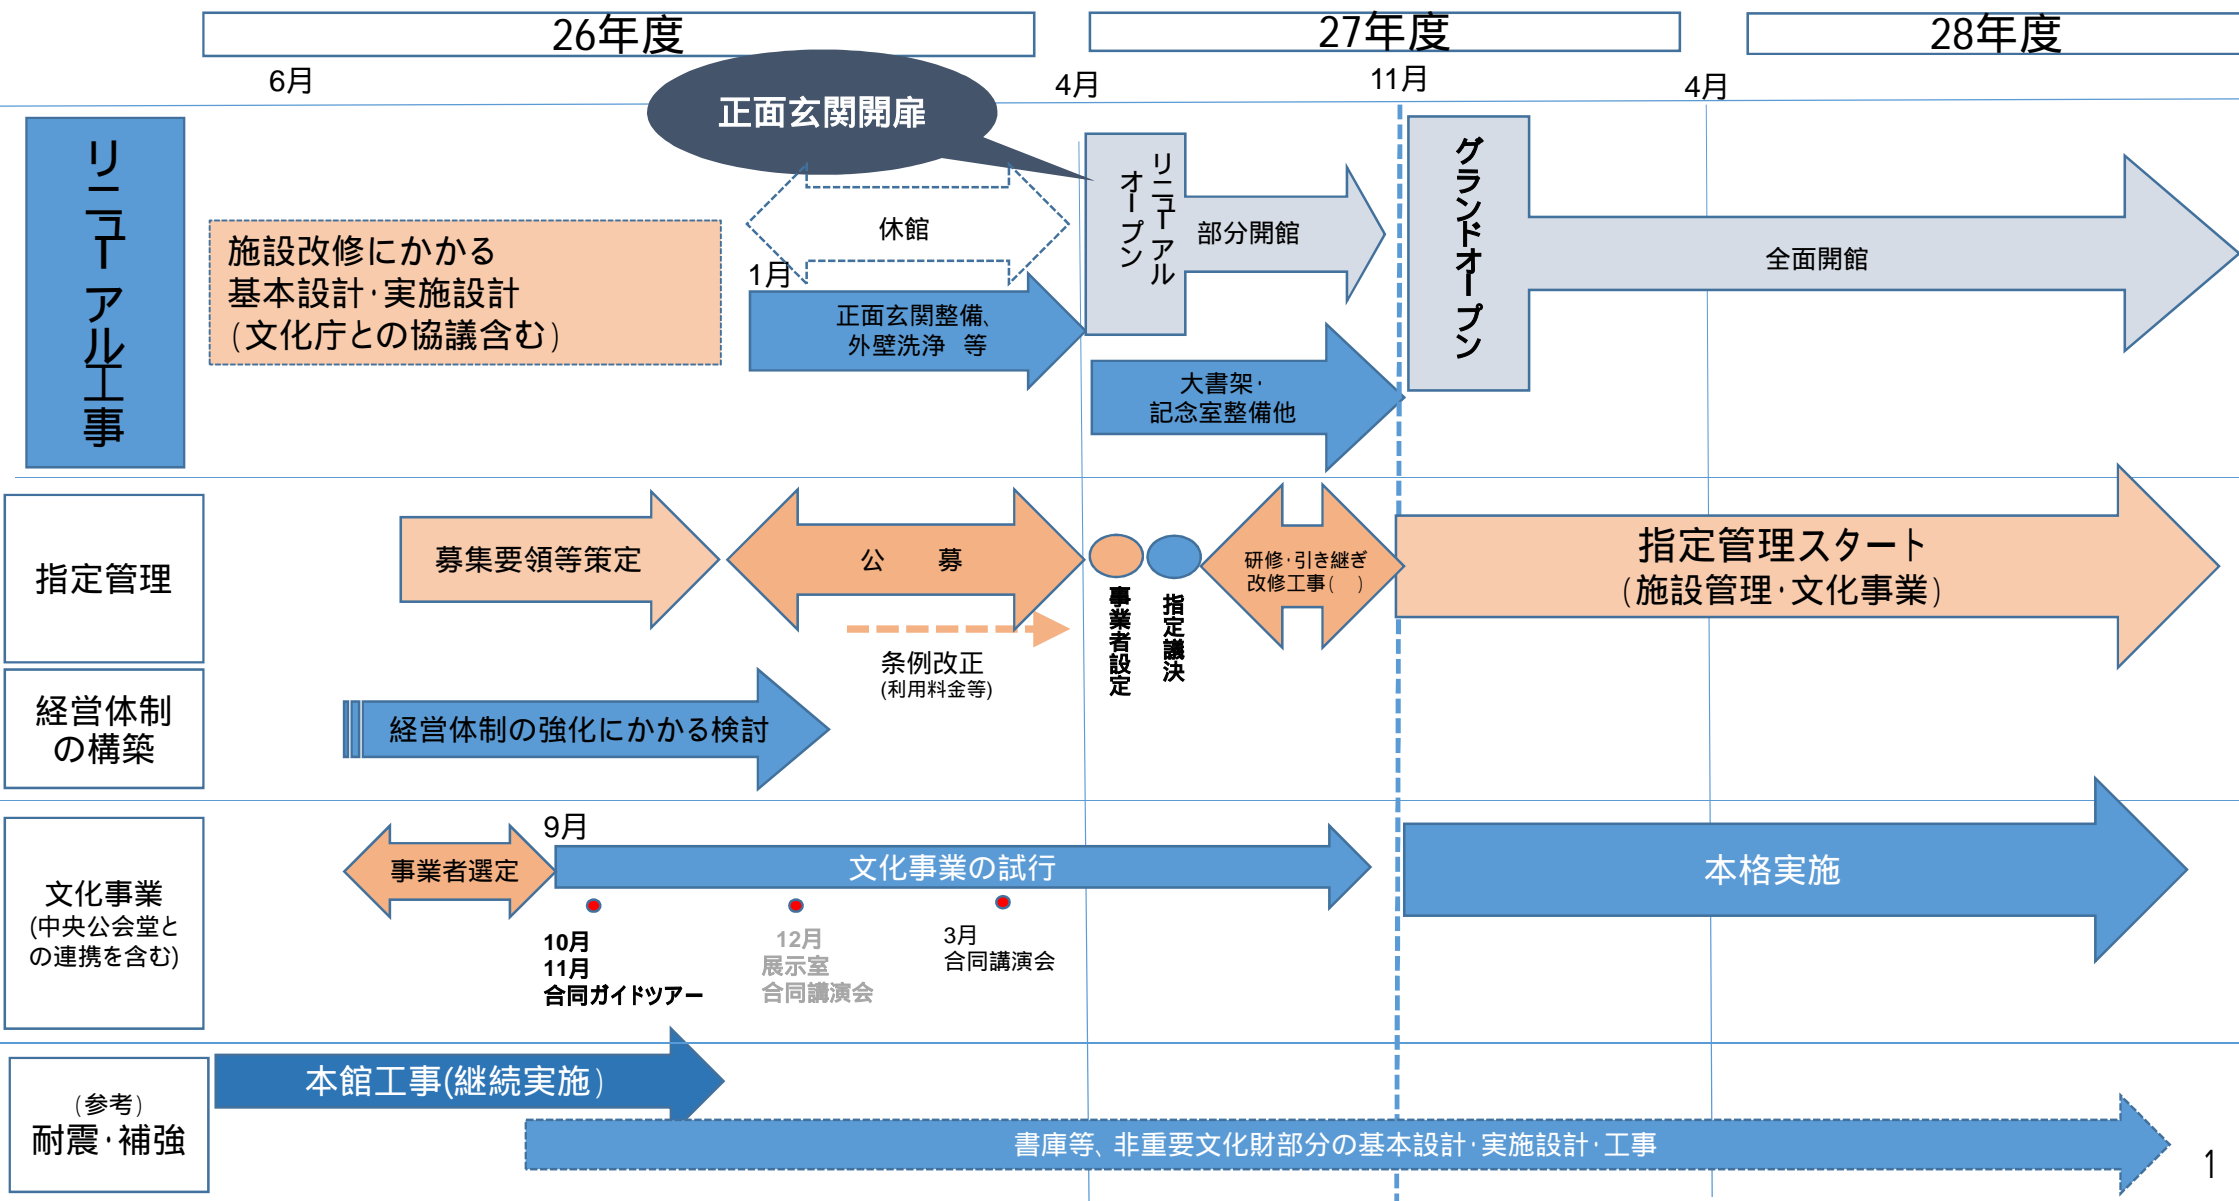 26年度
27年度
28年度
6月
4月
11月
4月
正面玄関開扉
リニューアル工事
施設改修にかかる
基本設計・実施設計
(文化庁との協議含む)
休館
1月
正面玄関整備、
外壁洗浄 等
リニューアル
オープン
部分開館
大書架・
記念室整備他
グランドオープン
全面開館
指定管理
募集要領等策定
公 募
条例改正
(利用料金等)
事業者設定
指定議決
研修・引き継ぎ
改修工事( )
指定管理スタート
(施設管理・文化事業)
経営体制
の構築
経営体制の強化にかかる検討
文化事業
(中央公会堂と
の連携を含む)
事業者選定
9月
文化事業の試行
10月
11月
合同ガイドツアー
12月
展示室
合同講演会
3月
合同講演会
本格実施
(参考)
耐震・補強
本館工事(継続実施)
書庫等、非重要文化財部分の基本設計・実施設計・工事
1